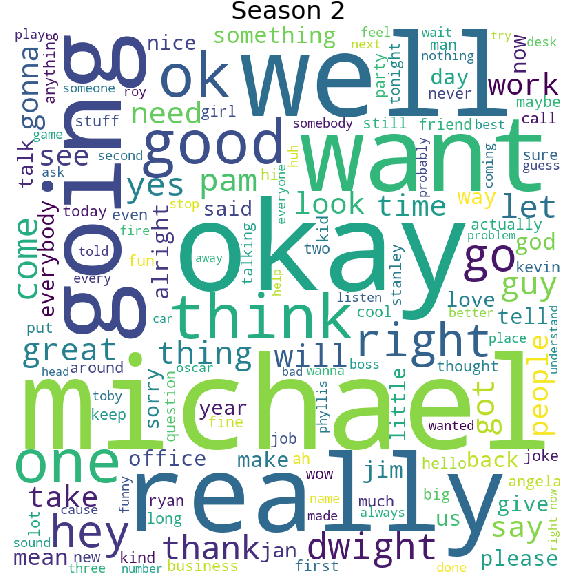 Season 2
play
anything
gonna
someone
roy
stuff
game
going
nice
ok
need
girl
something
well
feel
next
wait
man
nothing
try
desk
party
tonight
day
never
now
work
maybe
call
talk
see
second
ask
yes
good
somebody
still
friend
best
want
probably
coming
sure
guess
pam
hi
huh
everyone
look
time
way
let
everybody
today
even
stop
said
alright
told
fire
fun
every
talking
two
kid
okay
go
actually
problem
god
kevin
guy
come
away
help
listen
cool
stanley
love
better
tell
put
car
think
right
place
understand
great
thing
will
wanna
boss
thought
head
around
oscar
bad
michael
toby
keep
sorry
question
year
fine
phyllis
little
wanted
got
people
one
office
make
job
ah
wow
jim
hello
back
joke
angela
take
cause
funny
ryan
long
name
made
much
always
big
us
give
right now
lot
sound
hey
really
say
mean
new
kind
thank
jan
dwight
please
three
number
business
first
done